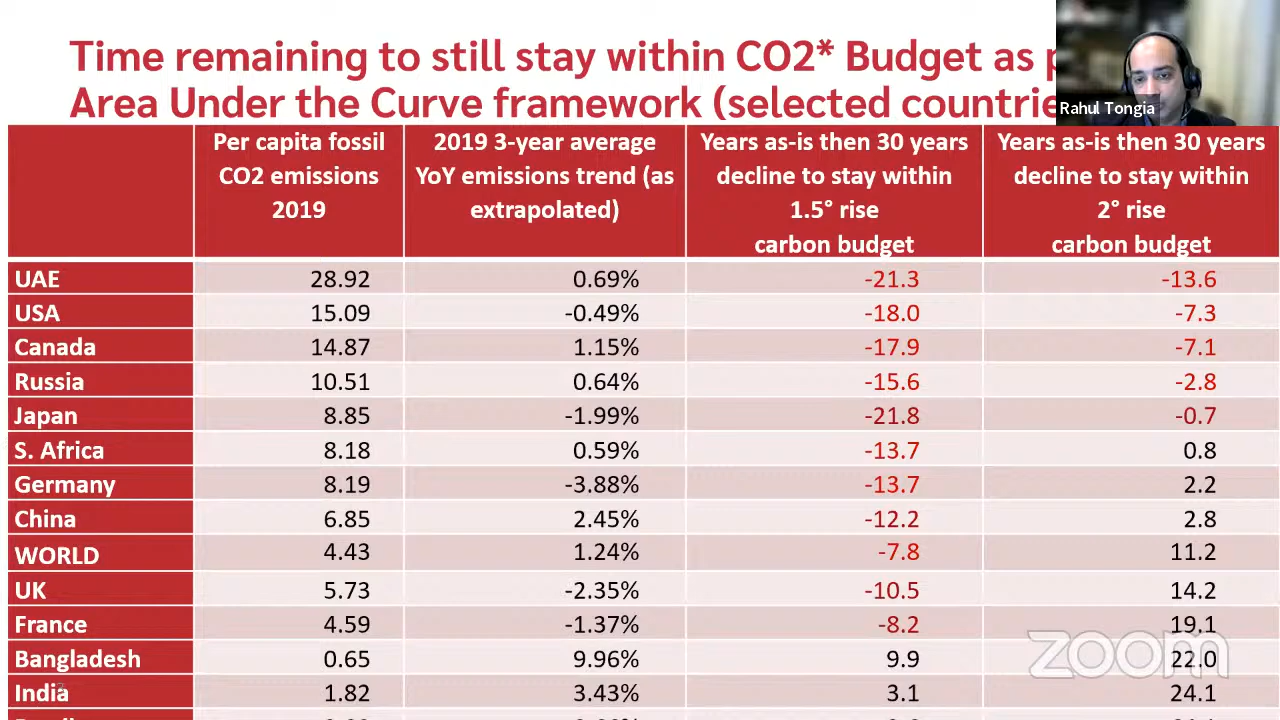 Time remaining to still stay within CO2* Budget as
Area Under the Curve framework (selected
Rahul Tongia
Per capita fossil CO2 emissions 2019
2019 3-year average YoY emissions trend (as extrapolated)
Years as-is then 30 years decline to stay within 1.5° rise carbon budget
Years as-is then 30 years decline to stay within 2° rise carbon budget
UAE 28.92 0.69% -21.3 -13.6
USA 15.09 -0.49% -18.0 -7.3
Canada 14.87 1.15% -17.9 -7.1
Russia 10.51 0.64% -15.6 -2.8
Japan 8.85 -1.99% -21.8 -0.7
S. Africa 8.18 0.59% -13.7 0.8
Germany 8.19 -3.88% -13.7 2.2
China 6.85 2.45% -12.2 2.8
WORLD 4.43 1.24% -7.8 11.2
UK 5.73 -2.35% -10.5 14.2
France 4.59 -1.37% -8.2 19.1
Bangladesh 0.65 9.96% 9.9 22.0
India 1.82 3.43% 3.1 24.1
zoom